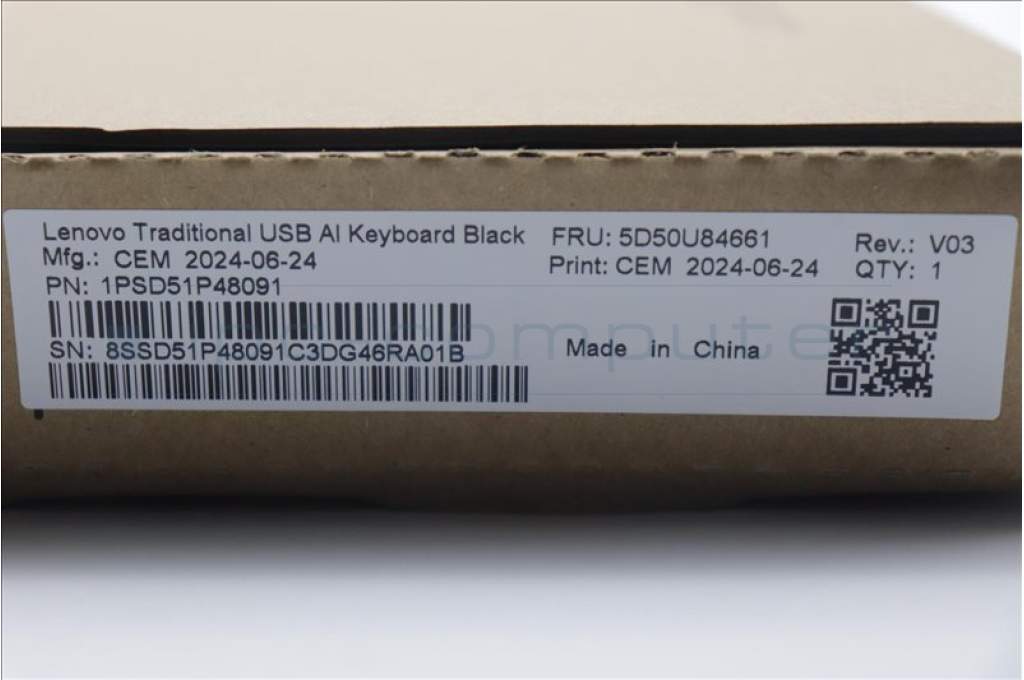 Lenovo Traditional USB AI Keyboard Black
Mfg.: CEM 2024-06-24
PN: 1PSD51P48091
SN: 8SSD51P48091C3DG46RA01B
FRU: 5D50U84661
Print: CEM 2024-06-24
Made in China
Rev.: V03
QTY: 1
computer